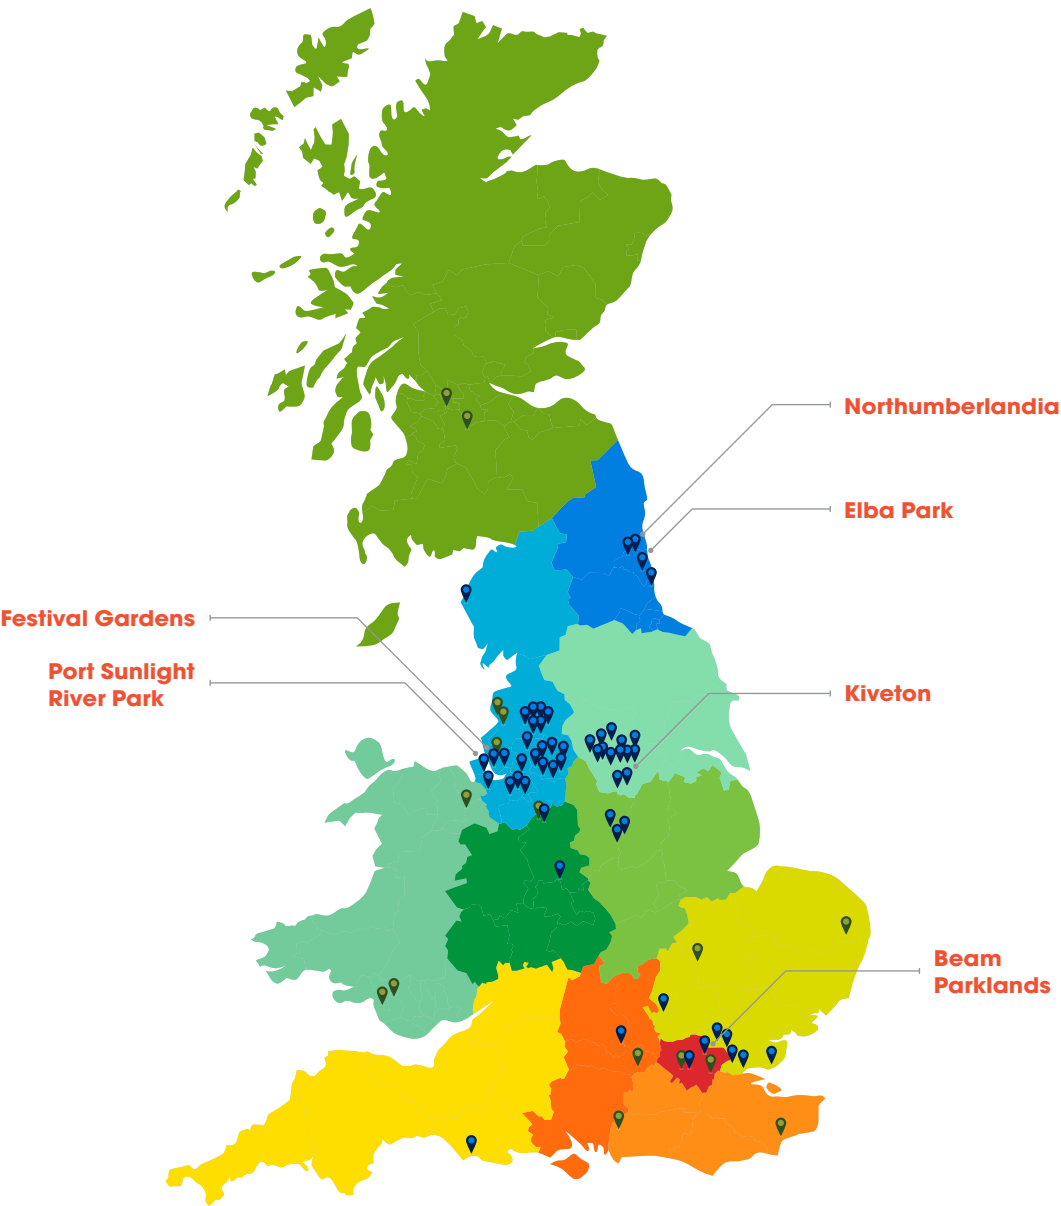 Northumberlandia
Elba Park
Festival Gardens
Port Sunlight
River Park
Kiveton
Beam
Parklands